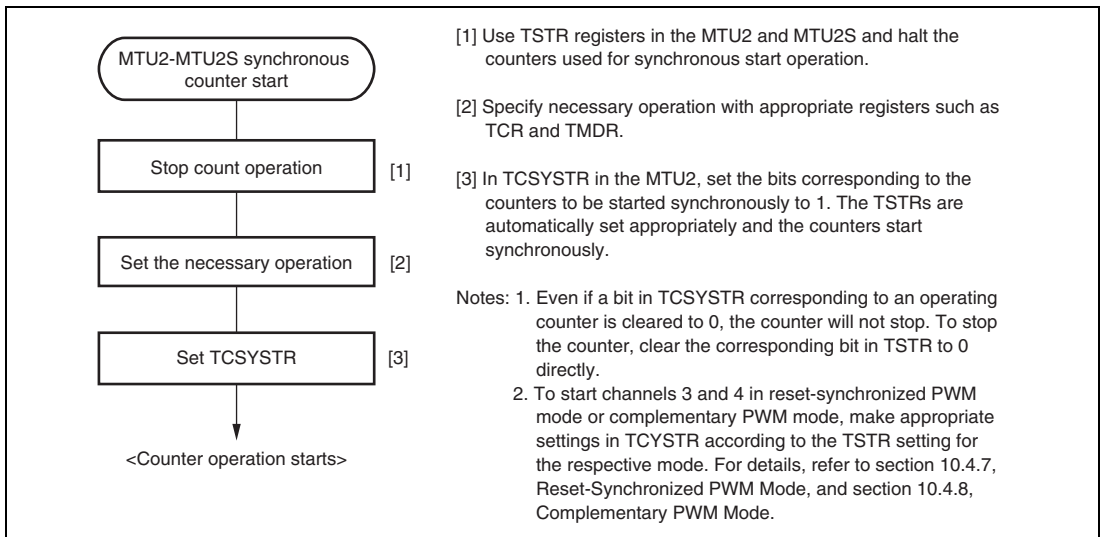 MTU2-MTU2S synchronous
counter start
Stop count operation
[1]
Set the necessary operation
[2]
Set TCSYSTR
[3]
<Counter operation starts>
[1] Use TSTR registers in the MTU2 and MTU2S and halt the
counters used for synchronous start operation.
[2] Specify necessary operation with appropriate registers such as
TCR and TMDR.
[3] In TCSYSTR in the MTU2, set the bits corresponding to the
counters to be started synchronously to 1. The TSTRs are
automatically set appropriately and the counters start
synchronously.
Notes: 1. Even if a bit in TCSYSTR corresponding to an operating
counter is cleared to 0, the counter will not stop. To stop
the counter, clear the corresponding bit in TSTR to 0
directly.
2. To start channels 3 and 4 in reset-synchronized PWM
mode or complementary PWM mode, make appropriate
settings in TCYSTR according to the TSTR setting for
the respective mode. For details, refer to section 10.4.7,
Reset-Synchronized PWM Mode, and section 10.4.8,
Complementary PWM Mode.